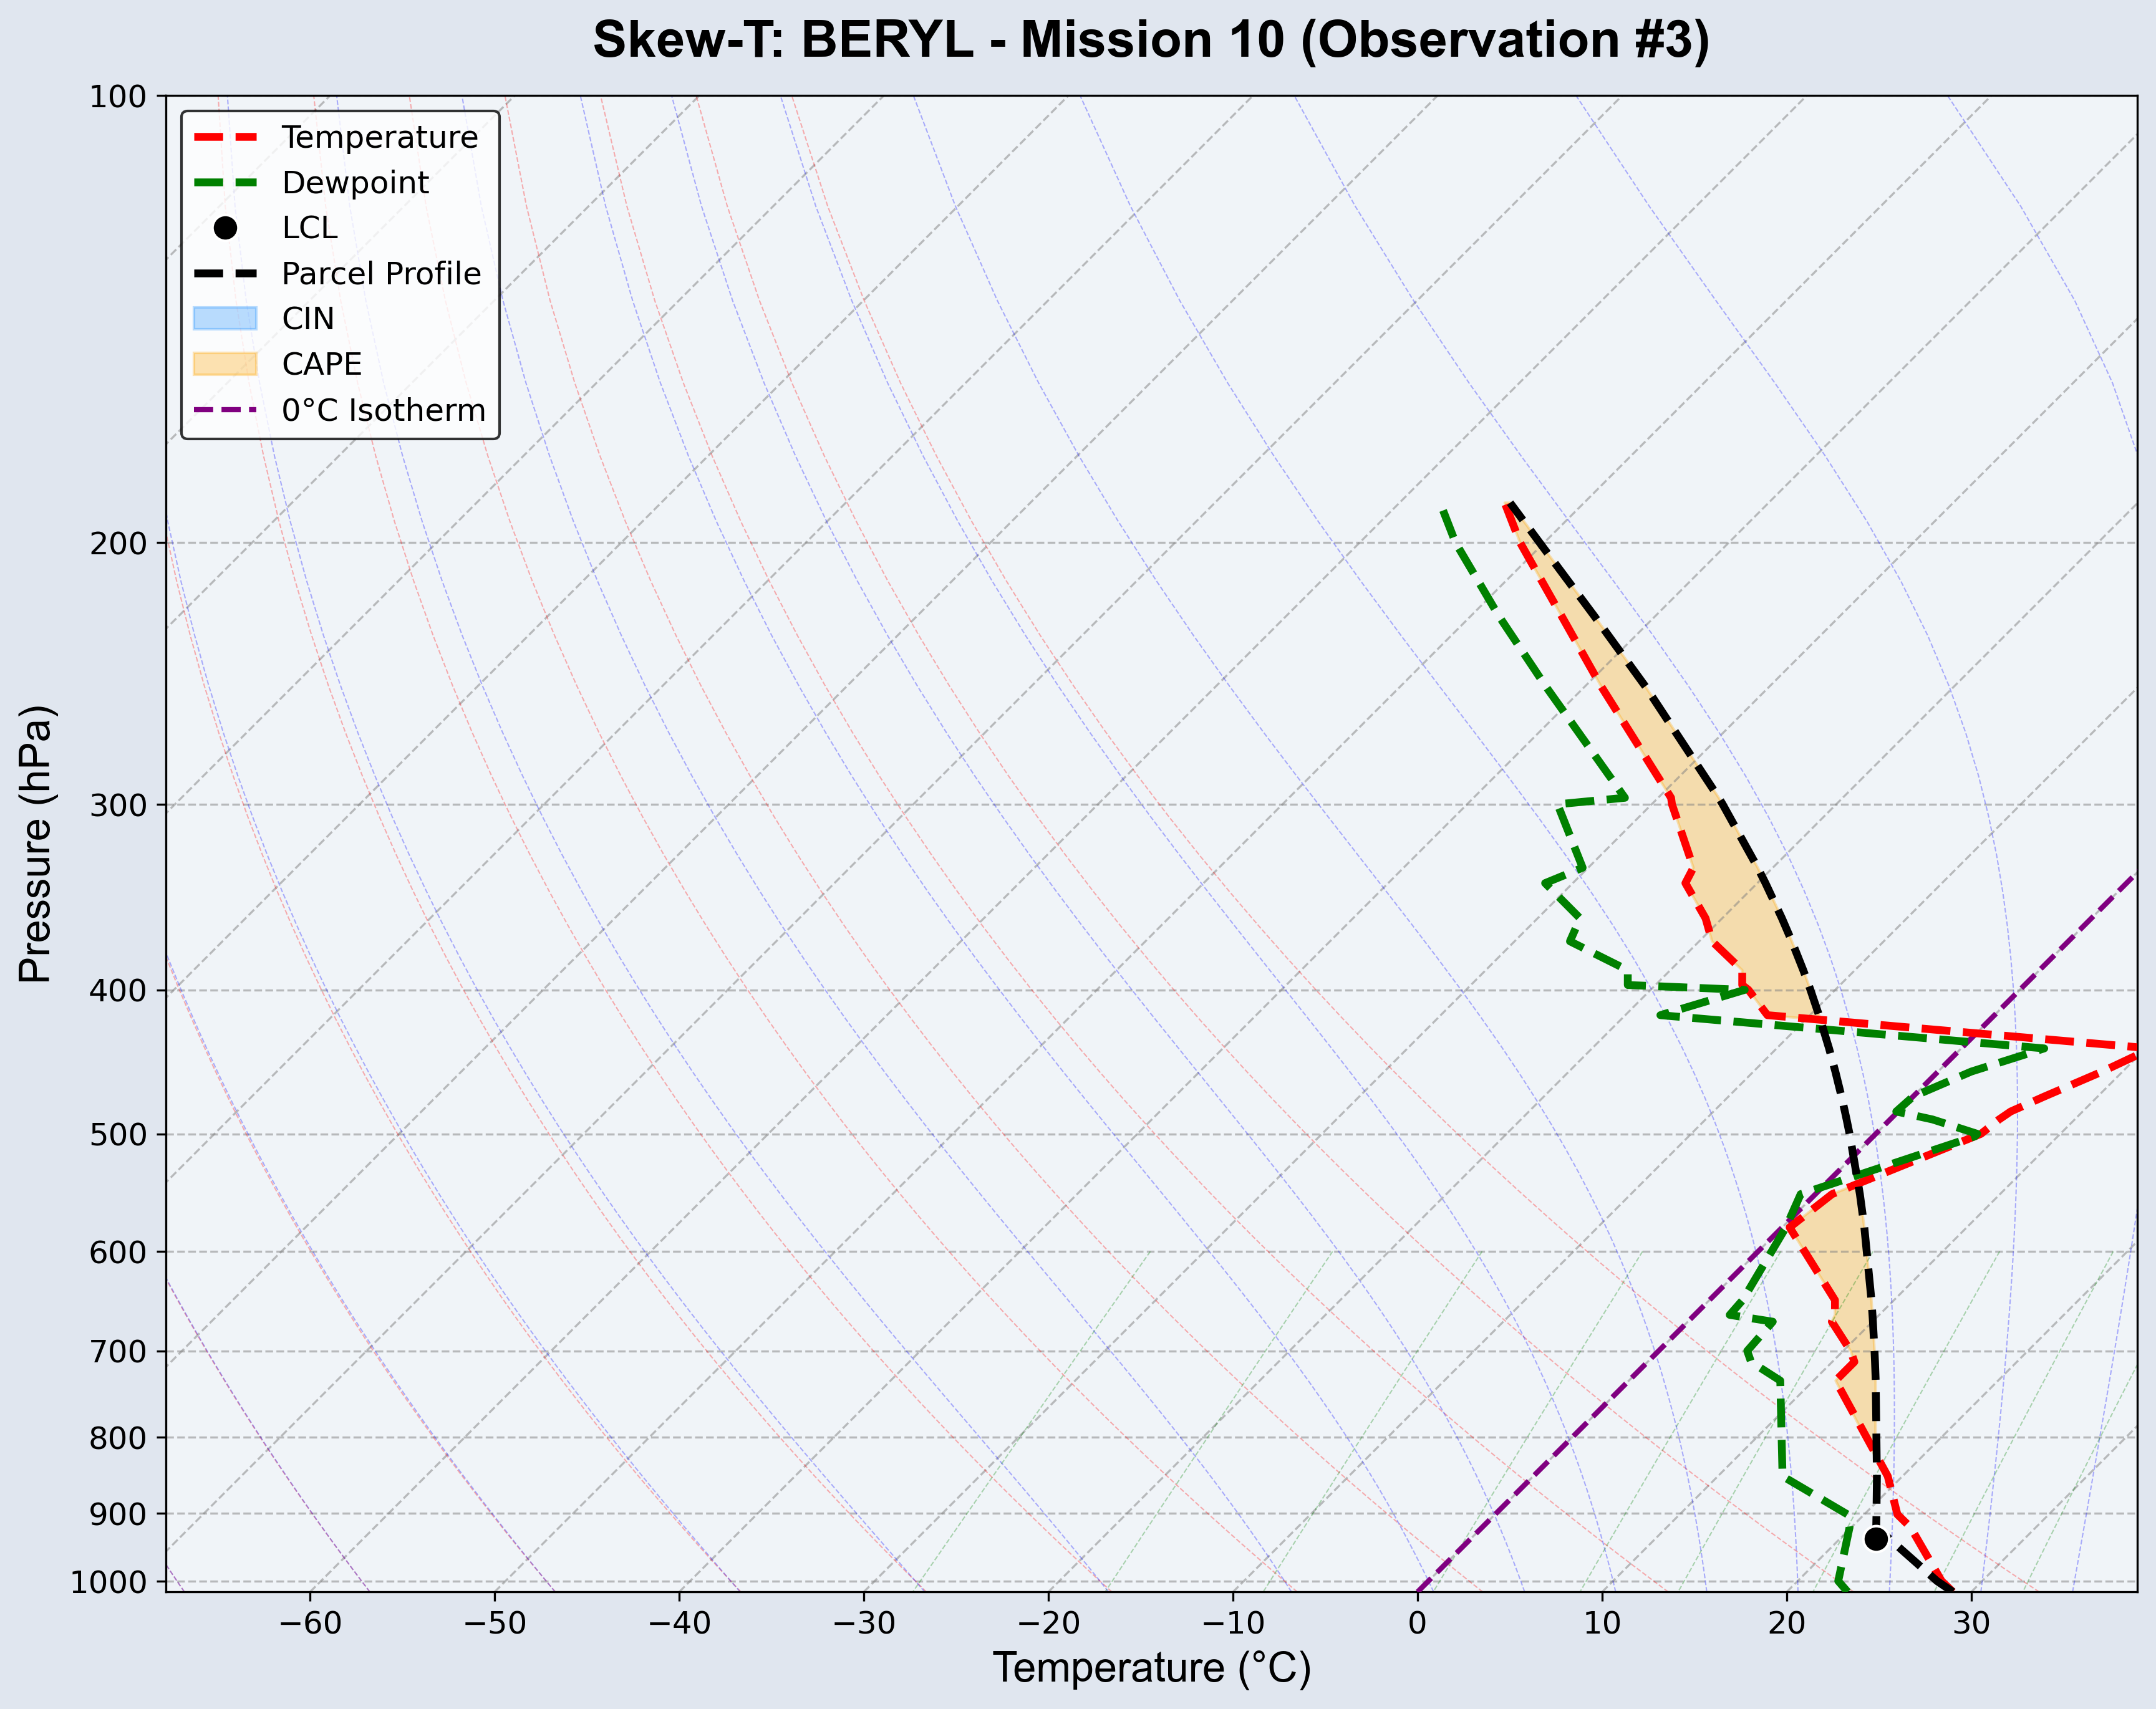 Skew-T: BERYL - Mission 10 (Observation #3)
Temperature
Dewpoint
LCL
Parcel Profile
CIN
CAPE
0°C Isotherm
Pressure (hPa)
100
200
300
400
500
600
700
800
900
1000
−60 −50 −40 −30 −20 −10 0 10 20 30
Temperature (°C)